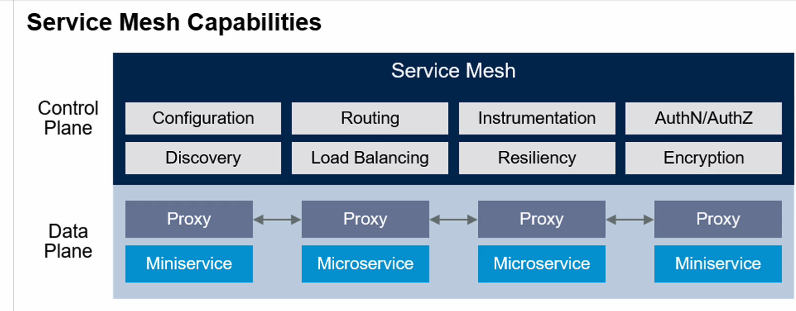 Service Mesh Capabilities
Service Mesh
Control
Plane
Configuration Routing Instrumentation AuthN/AuthZ
Discovery Load Balancing Resiliency Encryption
Data
Plane
Proxy Proxy Proxy Proxy
Miniservice Microservice Microservice Miniservice